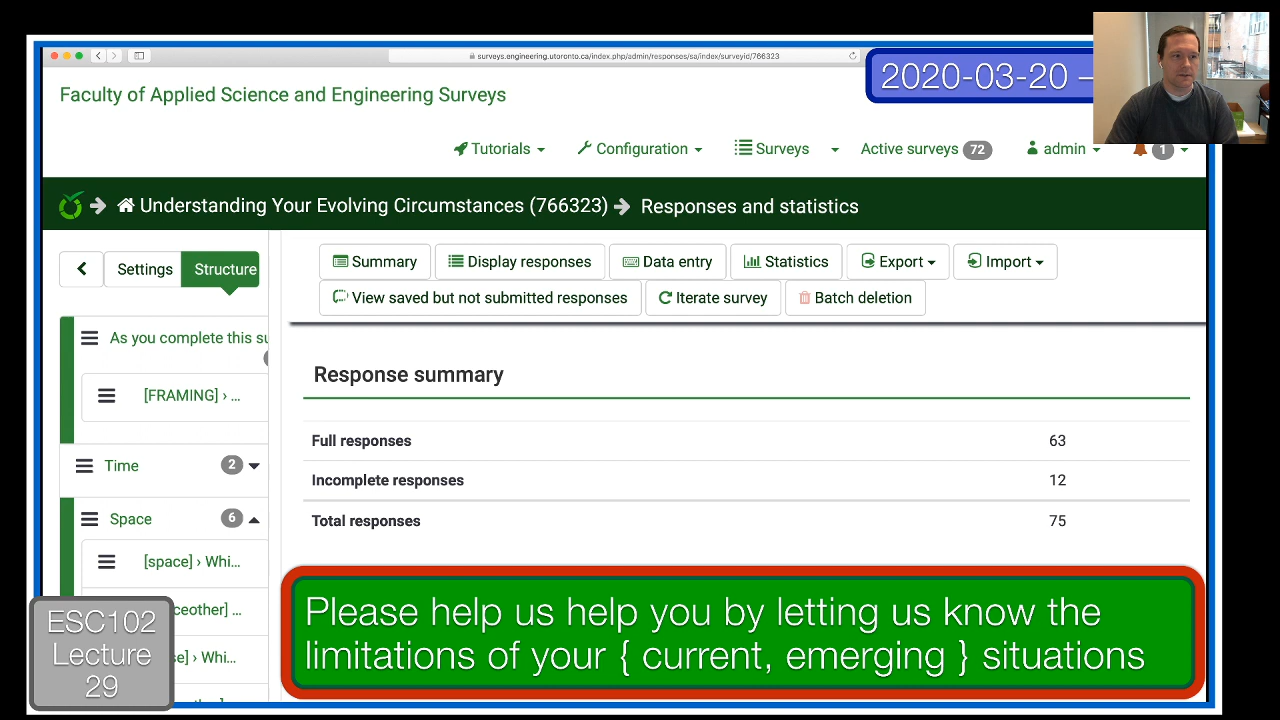 surveys.engineering.utoronto.ca/index.php/admin/responses/sa/index/surveyid/766323
2020-03-20 –
Faculty of Applied Science and Engineering Surveys
Tutorials
Configuration
Surveys
Active surveys 72
admin
1
Understanding Your Evolving Circumstances (766323)
Responses and statistics
Settings
Structure
Summary
Display responses
Data entry
Statistics
Export
Import
View saved but not submitted responses
Iterate survey
Batch deletion
As you complete this su
[FRAMING] › ...
Time 2
Space 6
[space] › Whi...
ceother] ...
se] › Whi...
Response summary
Full responses 63
Incomplete responses 12
Total responses 75
Please help us help you by letting us know the
limitations of your { current, emerging } situations
ESC102
Lecture
29